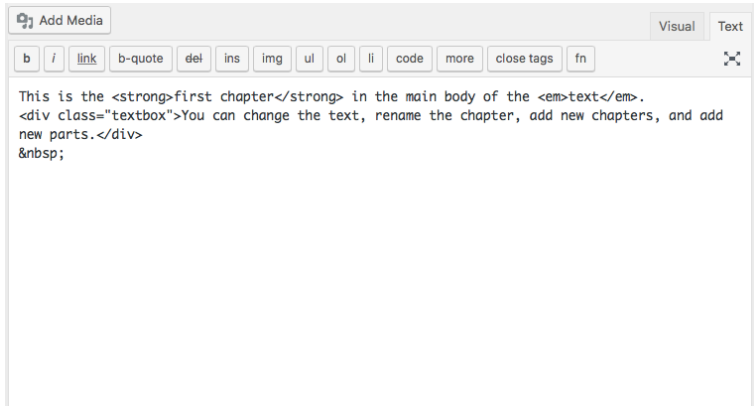 Add Media
Visual Text
b i link b-quote del ins img ul ol li code more close tags fn
This is the <strong>first chapter</strong> in the main body of the <em>text</em>.
<div class="textbox">You can change the text, rename the chapter, add new chapters, and add
new parts.</div>
&nbsp;